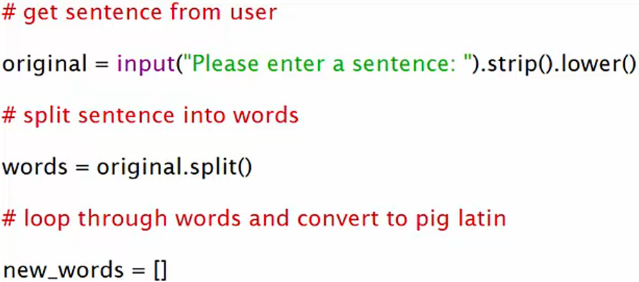 # get sentence from user
original = input("Please enter a sentence: ").strip().lower()
# split sentence into words
words = original.split()
# loop through words and convert to pig latin
new_words = []